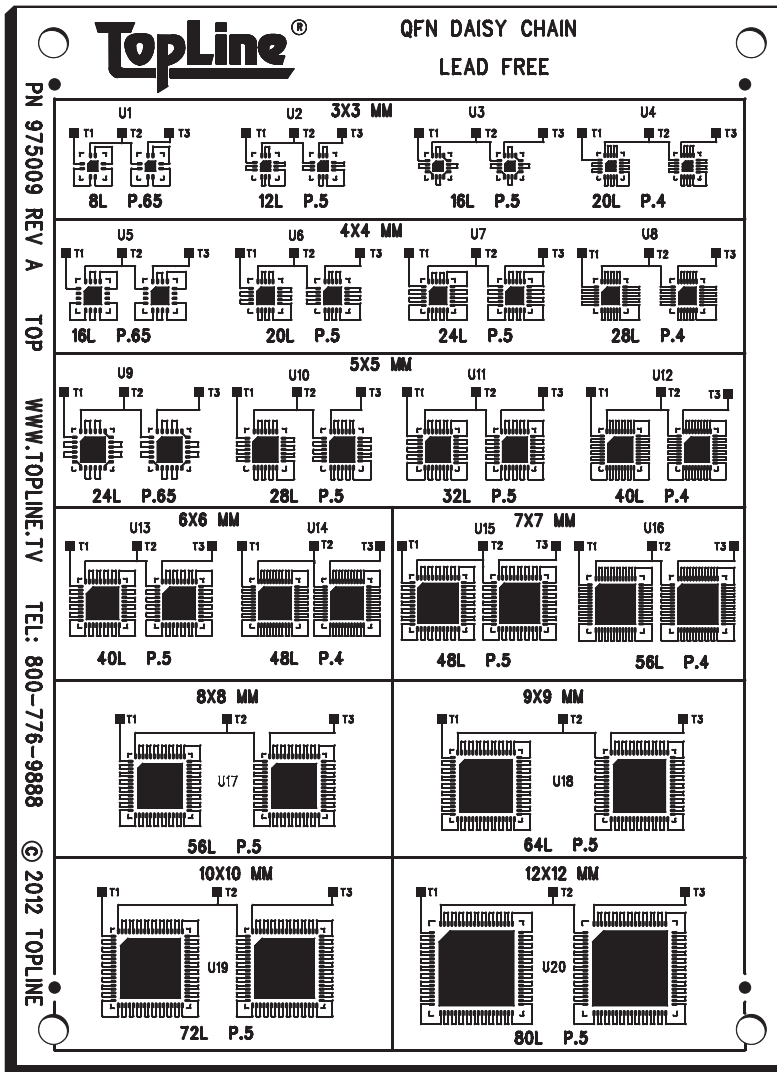 TopLine®
QFN DAISY CHAIN
LEAD FREE
PN 975009 REV A TOP WWW.TOPLINE.TV TEL: 800-776-9888 © 2012 TOPLINE
3X3 MM
U1 U2 U3 U4
T1 T2 T3 T1 T2 T3 T1 T2 T3 T1 T2 T3
8L P.65 12L P.5 16L P.5 20L P.4
4X4 MM
U5 U6 U7 U8
T1 T2 T3 T1 T2 T3 T1 T2 T3 T1 T2 T3
16L P.65 20L P.5 24L P.5 28L P.4
5X5 MM
U9 U10 U11 U12
T1 T2 T3 T1 T2 T3 T1 T2 T3 T1 T2 T3
24L P.65 28L P.5 32L P.5 40L P.4
6X6 MM
U13 U14
T1 T2 T3 T1 T2 T3
40L P.5 48L P.4
7X7 MM
U15 U16
T1 T2 T3 T1 T2 T3
48L P.5 56L P.4
8X8 MM
T1 T2 T3
U17
56L P.5
9X9 MM
T1 T2 T3
U18
64L P.5
10X10 MM
T1 T2 T3
U19
72L P.5
12X12 MM
T1 T2 T3
U20
80L P.5